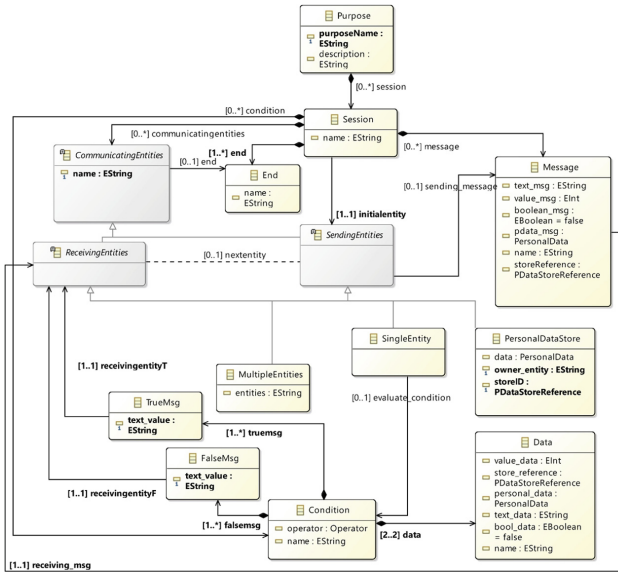 Purpose
purposeName :
EString
description :
EString
[0..*] session
[0..*] condition
Session
name : EString
[0..*] communicatingentities
[1..*] end
[0..*] message
CommunicatingEntities
name : EString
[0..1] end
End
name :
EString
Message
text_msg : EString
value_msg : EInt
boolean_msg :
EBoolean = false
pdata_msg :
PersonalData
name : EString
storeReference :
PDataStoreReference
[0..1] sending_message
[1..1] initialentity
SendingEntities
ReceivingEntities
[0..1] nextentity
SingleEntity
PersonalDataStore
data : PersonalData
owner_entity : EString
storeID :
PDataStoreReference
[1..1] receivingentityT
MultipleEntities
entities : EString
[0..1] evaluate_condition
TrueMsg
text_value :
EString
[1..*] truemsg
Data
value_data : EInt
store_reference :
PDataStoreReference
personal_data :
PersonalData
text_data : EString
bool_data : EBoolean
= false
name : EString
FalseMsg
text_value :
EString
[1..1] receivingentityF
[1..*] falsemsg
Condition
operator : Operator
name : EString
[2..2] data
[1..1] receiving_msg